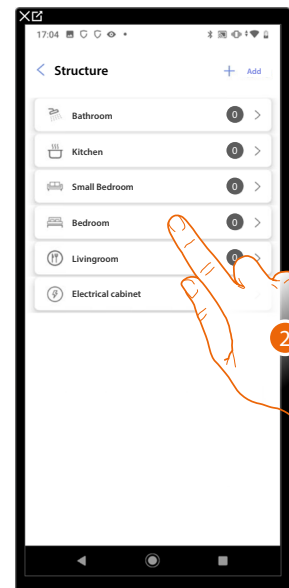 17:04
Structure
+ Add
Bathroom 0
Kitchen 0
Small Bedroom 0
Bedroom 0
Livingroom 0
Electrical cabinet
2